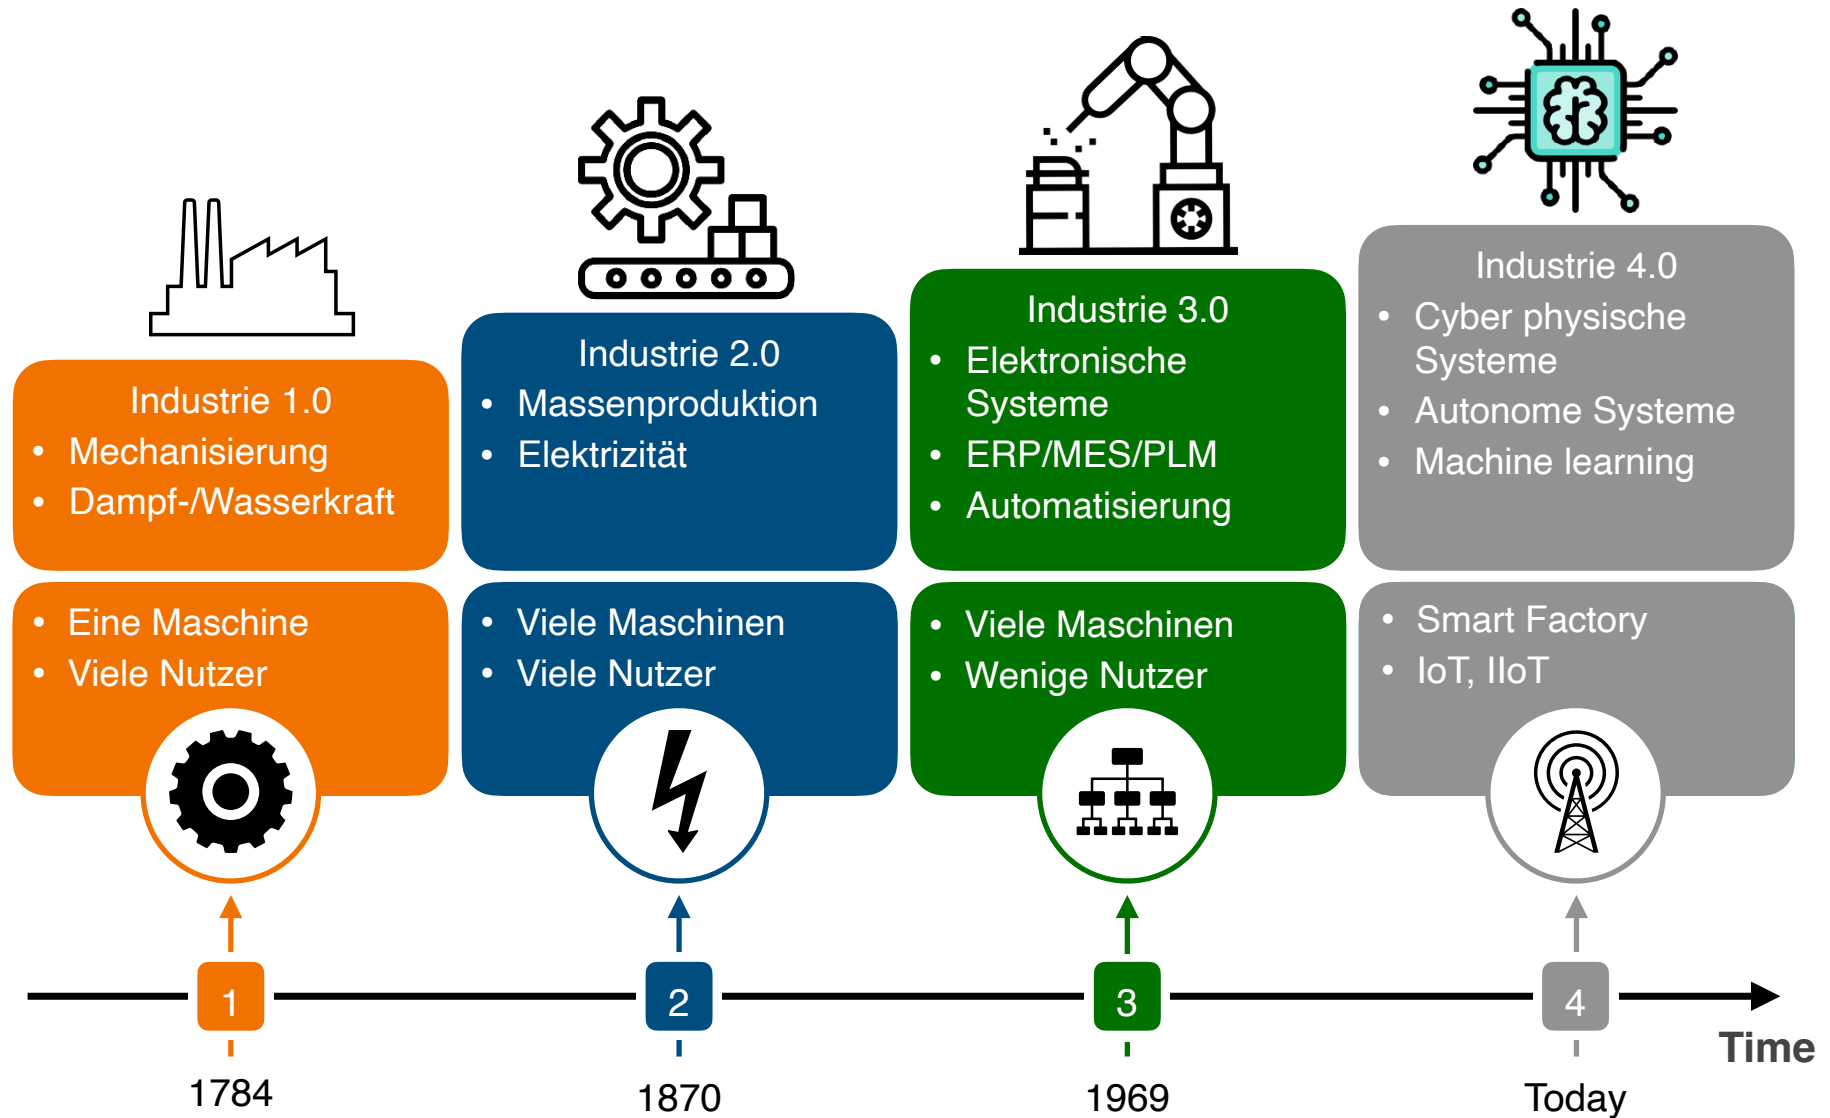 Industrie 1.0
• Mechanisierung
• Dampf-/Wasserkraft
• Eine Maschine
• Viele Nutzer
1
1784
Industrie 2.0
• Massenproduktion
• Elektrizität
• Viele Maschinen
• Viele Nutzer
2
1870
Industrie 3.0
• Elektronische
Systeme
• ERP/MES/PLM
• Automatisierung
• Viele Maschinen
• Wenige Nutzer
3
1969
Industrie 4.0
• Cyber physische
Systeme
• Autonome Systeme
• Machine learning
• Smart Factory
• IoT, IIoT
4
Today
Time